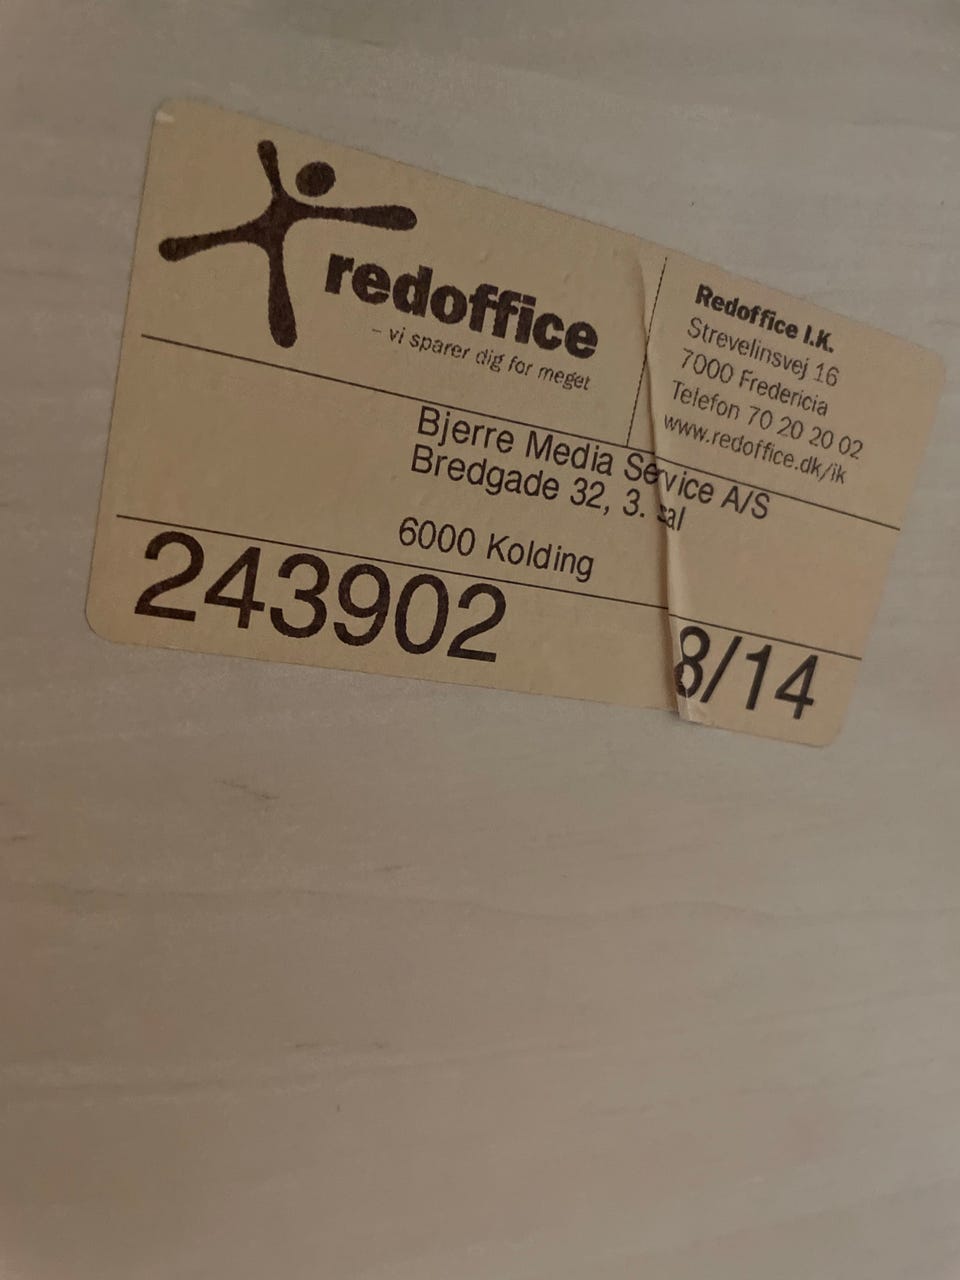 redoffice
– vi sparer dig for meget
Redoffice I.K.
Strevelinsvej 16
7000 Fredericia
Telefon 70 20 20 02
www.redoffice.dk/ik
Bjerre Media Service A/S
Bredgade 32, 3. sal
6000 Kolding
243902
8/14